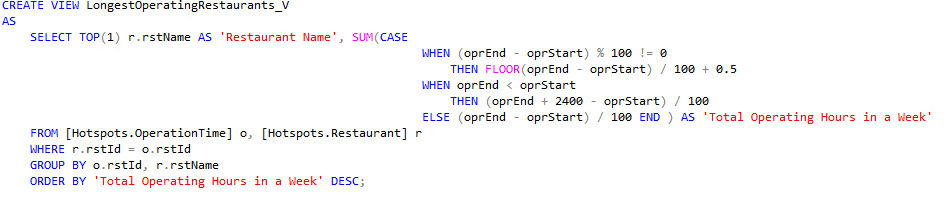 CREATE VIEW LongestOperatingRestaurants_V
AS
SELECT TOP(1) r.rstName AS 'Restaurant Name', SUM(CASE
WHEN (oprEnd - oprStart) % 100 != 0
THEN FLOOR(oprEnd - oprStart) / 100 + 0.5
WHEN oprEnd < oprStart
THEN (oprEnd + 2400 - oprStart) / 100
ELSE (oprEnd - oprStart) / 100 END ) AS 'Total Operating Hours in a Week'
FROM [Hotspots.OperationTime] o, [Hotspots.Restaurant] r
WHERE r.rstId = o.rstId
GROUP BY o.rstId, r.rstName
ORDER BY 'Total Operating Hours in a Week' DESC;